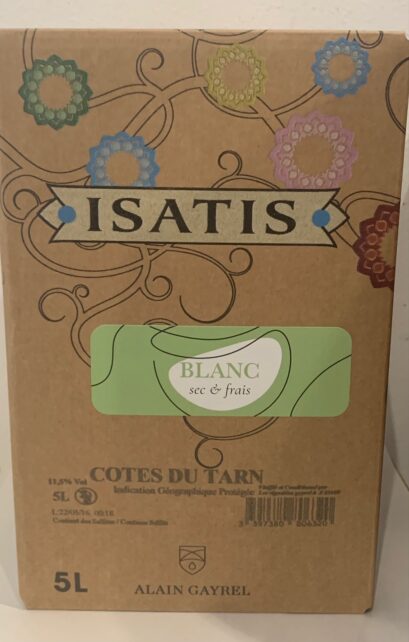 ISATIS
BLANC
sec & frais
COTES DU TARN
11,5% Vol
Indication Géographique Protégée
5L
Contient des Sulfites / Contains Sulfits
5L
ALAIN GAYREL